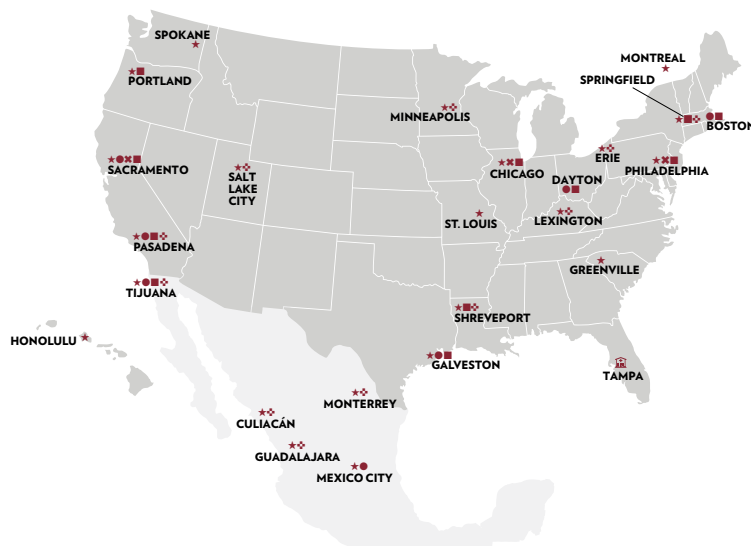 SPOKANE
MONTREAL
PORTLAND
SPRINGFIELD
MINNEAPOLIS
BOSTON
SACRAMENTO
SALT
LAKE
CITY
CHICAGO
ERIE
DAYTON
PHILADELPHIA
ST. LOUIS
LEXINGTON
PASADENA
GREENVILLE
TIJUANA
SHREVEPORT
HONOLULU
GALVESTON
TAMPA
MONTERREY
CULIACÁN
GUADALAJARA
MEXICO CITY